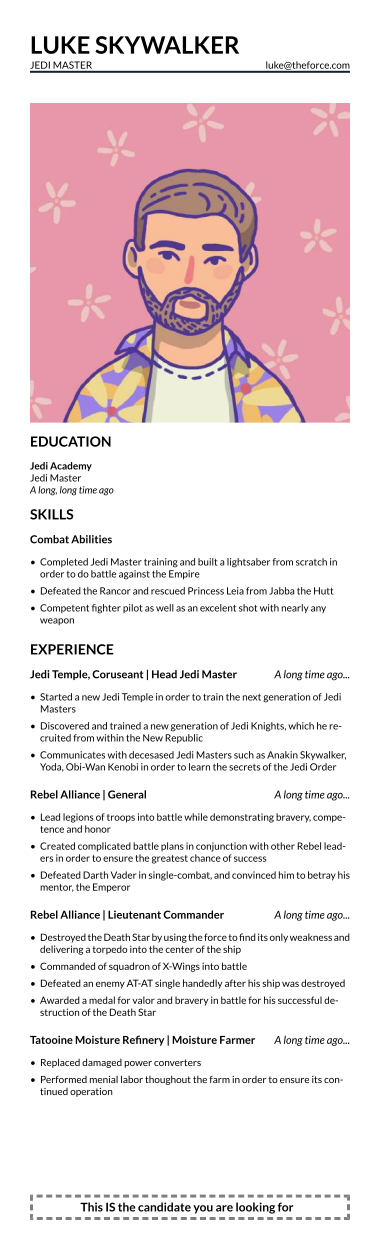 LUKE SKYWALKER
JEDI MASTER luke@theforce.com
EDUCATION
Jedi Academy
Jedi Master
A long, long time ago
SKILLS
Combat Abilities
• Completed Jedi Master training and built a lightsaber from scratch in
order to do battle against the Empire
• Defeated the Rancor and rescued Princess Leia from Jabba the Hutt
• Competent fighter pilot as well as an excelent shot with nearly any
weapon
EXPERIENCE
Jedi Temple, Coruseant | Head Jedi Master A long time ago...
• Started a new Jedi Temple in order to train the next generation of Jedi
Masters
• Discovered and trained a new generation of Jedi Knights, which he re-
cruited from within the New Republic
• Communicates with decesased Jedi Masters such as Anakin Skywalker,
Yoda, Obi-Wan Kenobi in order to learn the secrets of the Jedi Order
Rebel Alliance | General A long time ago...
• Lead legions of troops into battle while demonstrating bravery, compe-
tence and honor
• Created complicated battle plans in conjunction with other Rebel lead-
ers in order to ensure the greatest chance of success
• Defeated Darth Vader in single-combat, and convinced him to betray his
mentor, the Emperor
Rebel Alliance | Lieutenant Commander A long time ago...
• Destroyed the Death Star by using the force to find its only weakness and
delivering a torpedo into the center of the ship
• Commanded of squadron of X-Wings into battle
• Defeated an enemy AT-AT single handedly after his ship was destroyed
• Awarded a medal for valor and bravery in battle for his successful de-
struction of the Death Star
Tatooine Moisture Refinery | Moisture Farmer A long time ago...
• Replaced damaged power converters
• Performed menial labor thoughout the farm in order to ensure its con-
tinued operation
This IS the candidate you are looking for